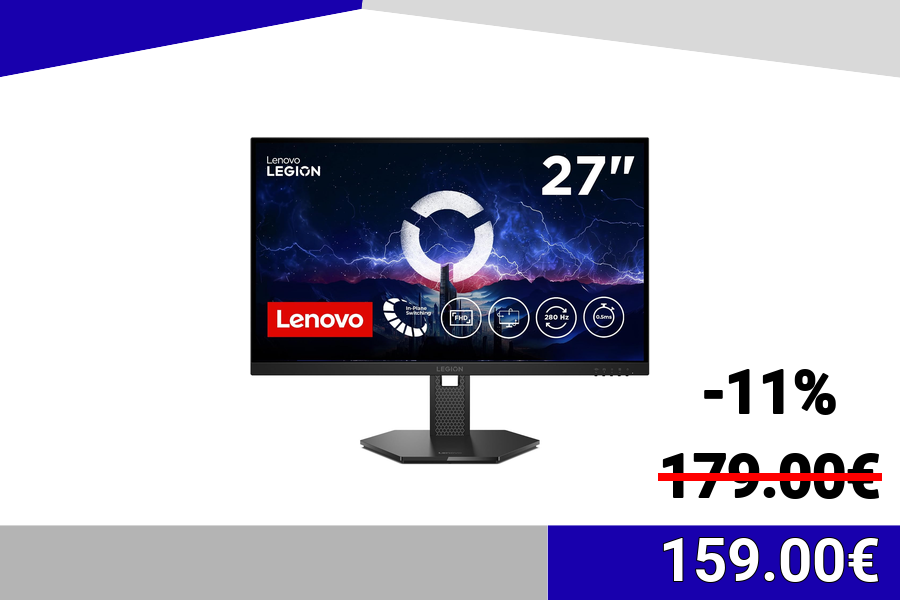 Lenovo
LEGION
27"
Lenovo
In-Plane
Switching
FHD
280 Hz
0.5ms
LEGION
-11%
179.00€
159.00€